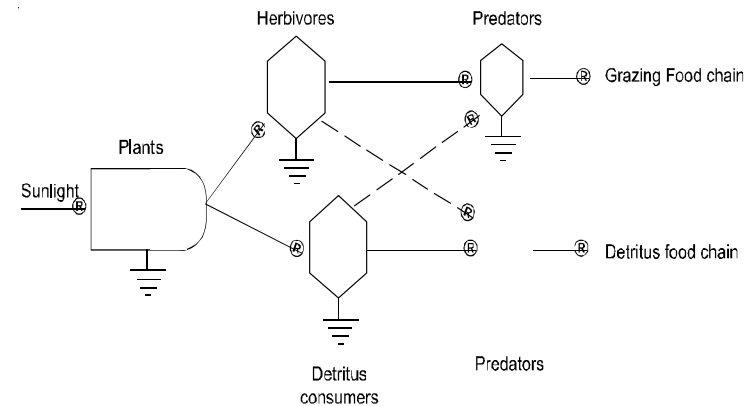 Herbivores
Predators
Grazing Food chain
Plants
Sunlight
Detritus food chain
Predators
Detritus
consumers
® ® ® ® ® ® ® ® ® ®